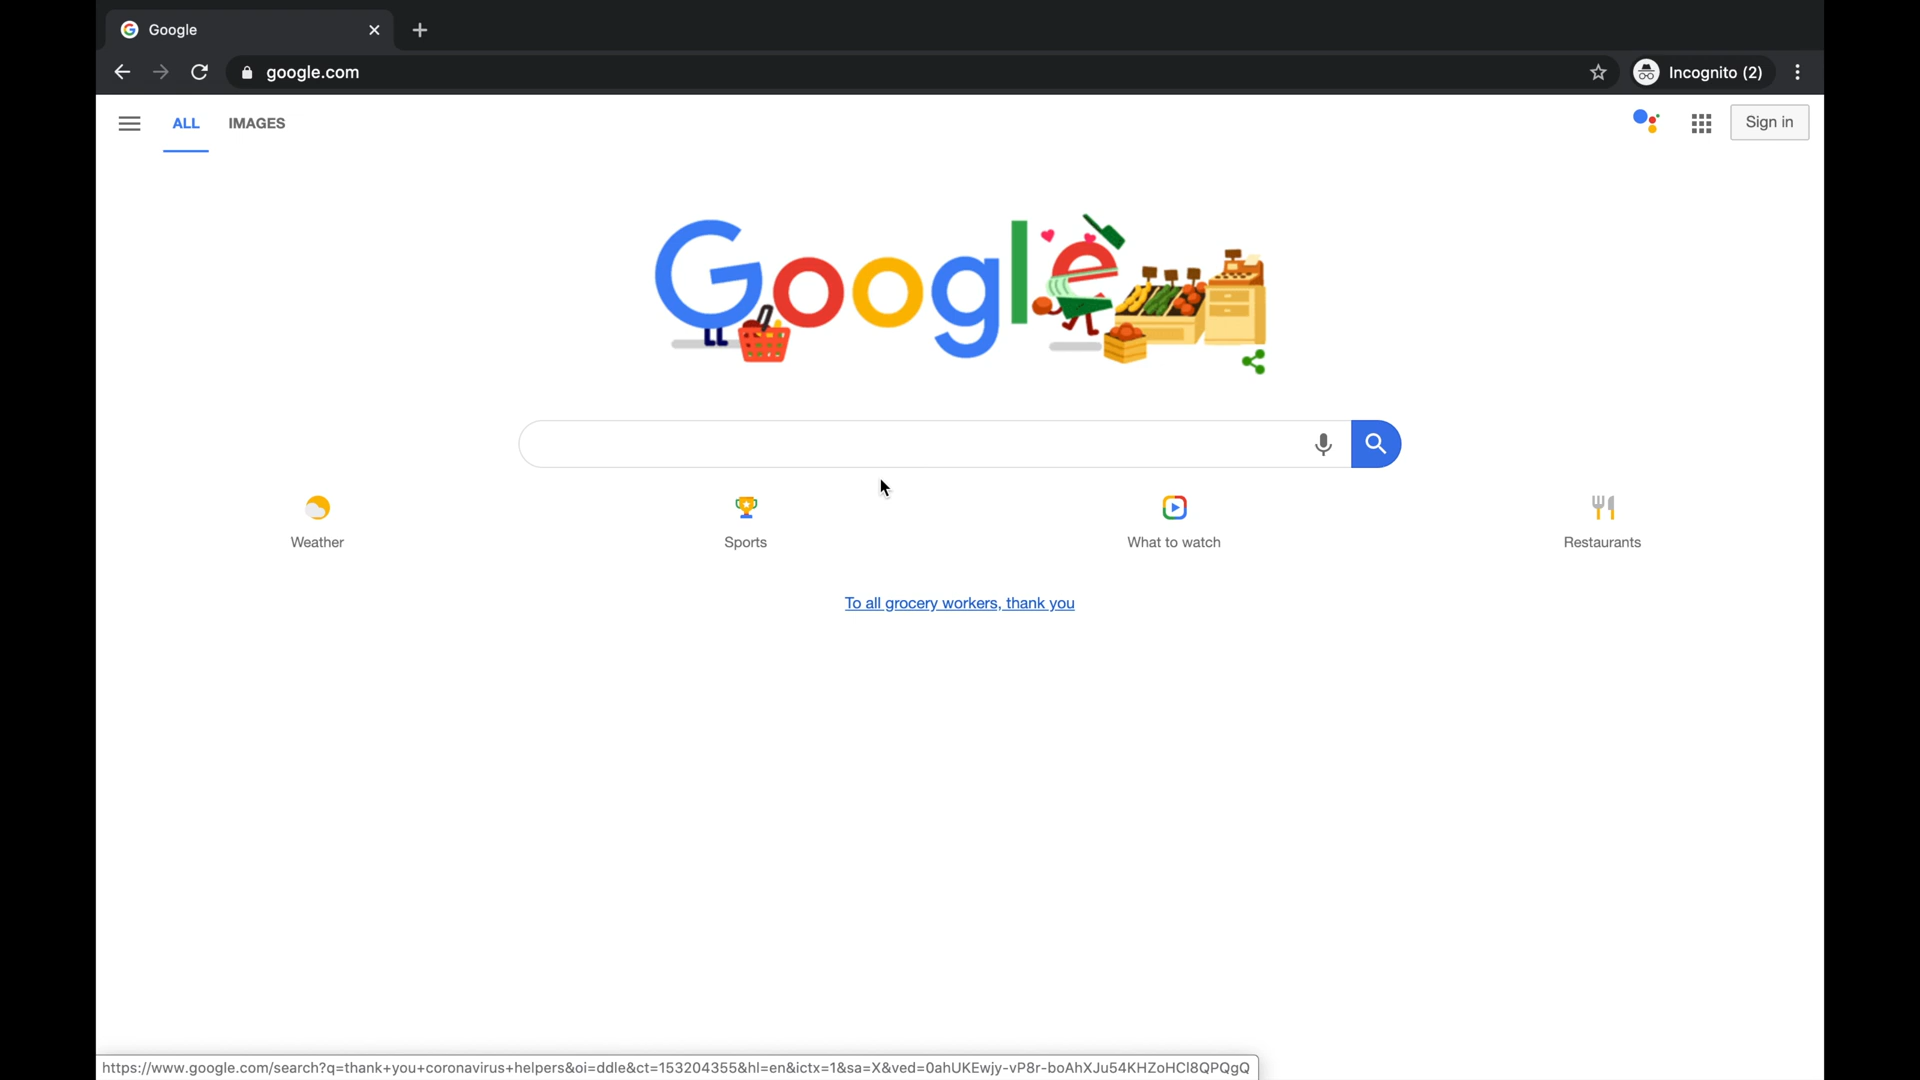 Google
google.com
Incognito (2)
ALL IMAGES
Sign in
Google
Weather
Sports
What to watch
Restaurants
To all grocery workers, thank you
https://www.google.com/search?q=thank+you+coronavirus+helpers&oi=ddle&ct=153204355&hl=en&ictx=1&sa=X&ved=0ahUKEwjy-vP8r-boAhXJu54KHZoHCl8QPQgQ